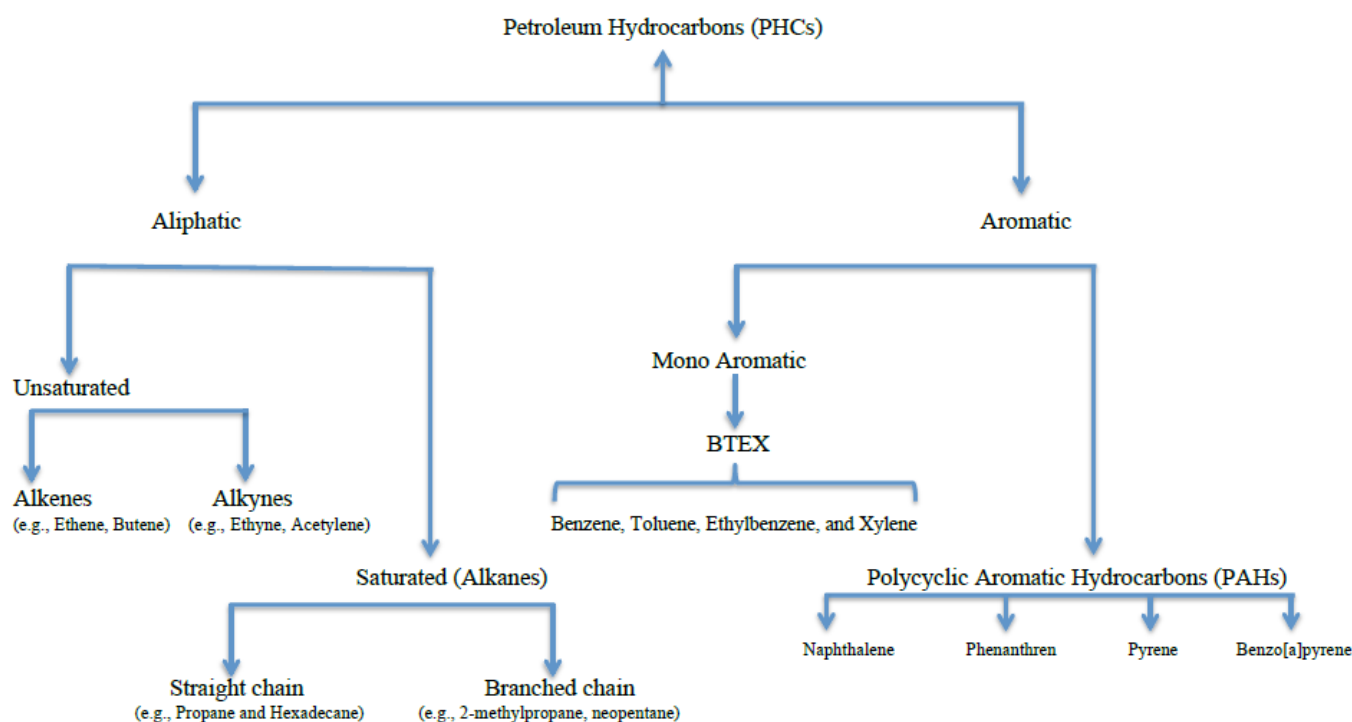 Petroleum Hydrocarbons (PHCs)
Aliphatic
Aromatic
Unsaturated
Alkenes
(e.g., Ethene, Butene)
Alkynes
(e.g., Ethyne, Acetylene)
Saturated (Alkanes)
Straight chain
(e.g., Propane and Hexadecane)
Branched chain
(e.g., 2-methylpropane, neopentane)
Mono Aromatic
BTEX
Benzene, Toluene, Ethylbenzene, and Xylene
Polycyclic Aromatic Hydrocarbons (PAHs)
Naphthalene
Phenanthren
Pyrene
Benzo[a]pyrene